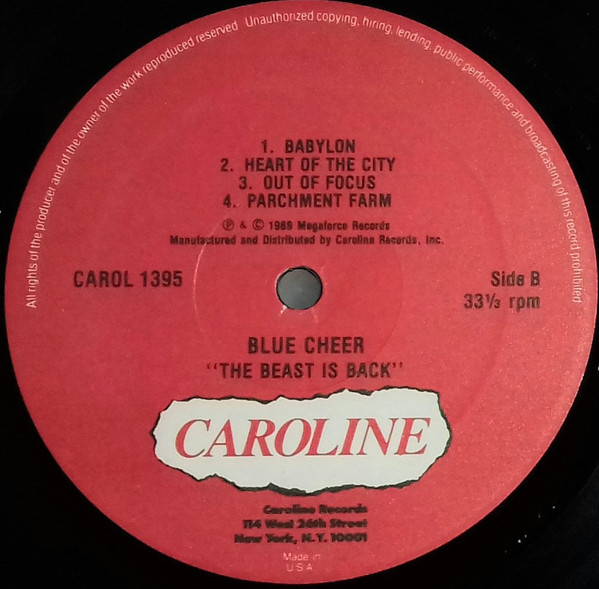 All rights of the producer and of the owner of the work reproduced reserved Unauthorized copying, hiring, lending, public performance and broadcasting of this record prohibited
1. BABYLON
2. HEART OF THE CITY
3. OUT OF FOCUS
4. PARCHMENT FARM
Ⓟ & © 1989 Megaforce Records
Manufactured and Distributed by Caroline Records, Inc.
CAROL 1395
Side B
33⅓ rpm
BLUE CHEER
"THE BEAST IS BACK"
CAROLINE
Caroline Records
114 West 26th Street
New York, N.Y. 10001
Made in
U S A